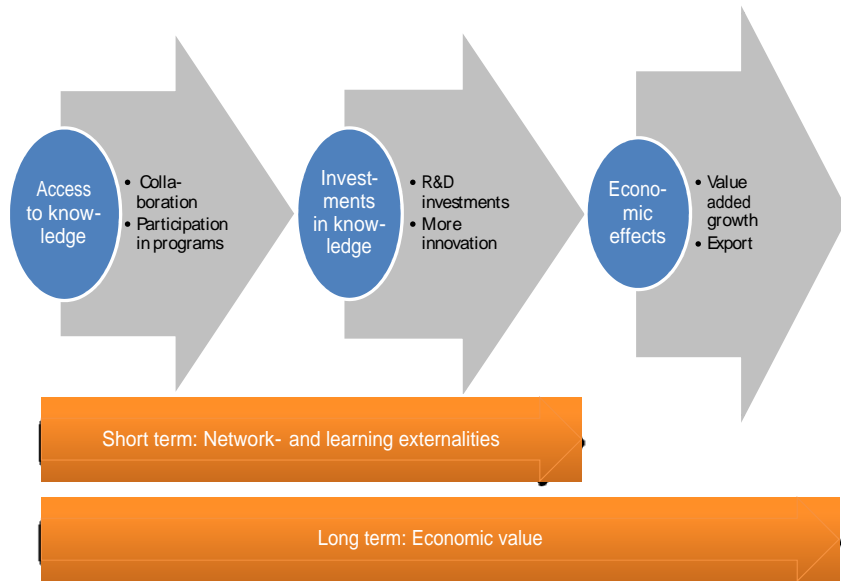 Access
to know-
ledge
• Colla-
boration
• Participation
in programs
Invest-
ments
in know-
ledge
• R&D
investments
• More
innovation
Econo-
mic
effects
• Value
added
growth
• Export
Short term: Network- and learning externalities
Long term: Economic value